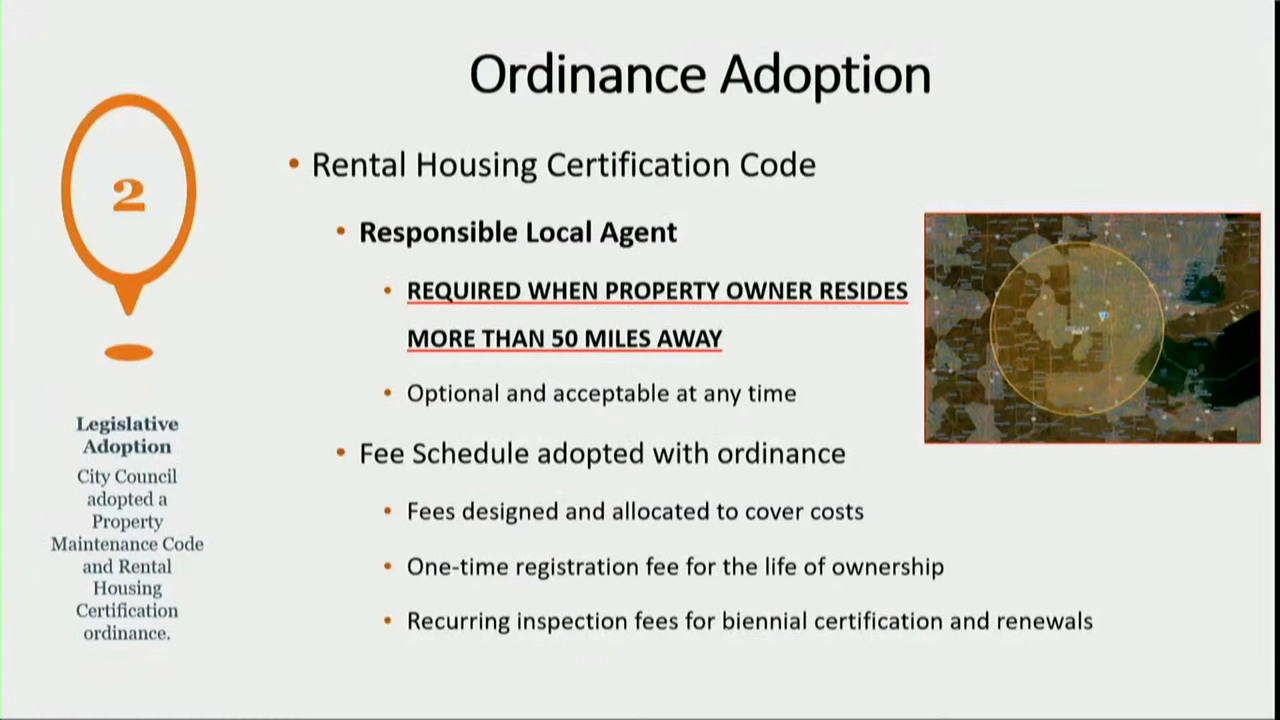 Ordinance Adoption
2
Legislative
Adoption
City Council
adopted a
Property
Maintenance Code
and Rental
Housing
Certification
ordinance.
• Rental Housing Certification Code
• Responsible Local Agent
• REQUIRED WHEN PROPERTY OWNER RESIDES
MORE THAN 50 MILES AWAY
• Optional and acceptable at any time
• Fee Schedule adopted with ordinance
• Fees designed and allocated to cover costs
• One-time registration fee for the life of ownership
• Recurring inspection fees for biennial certification and renewals